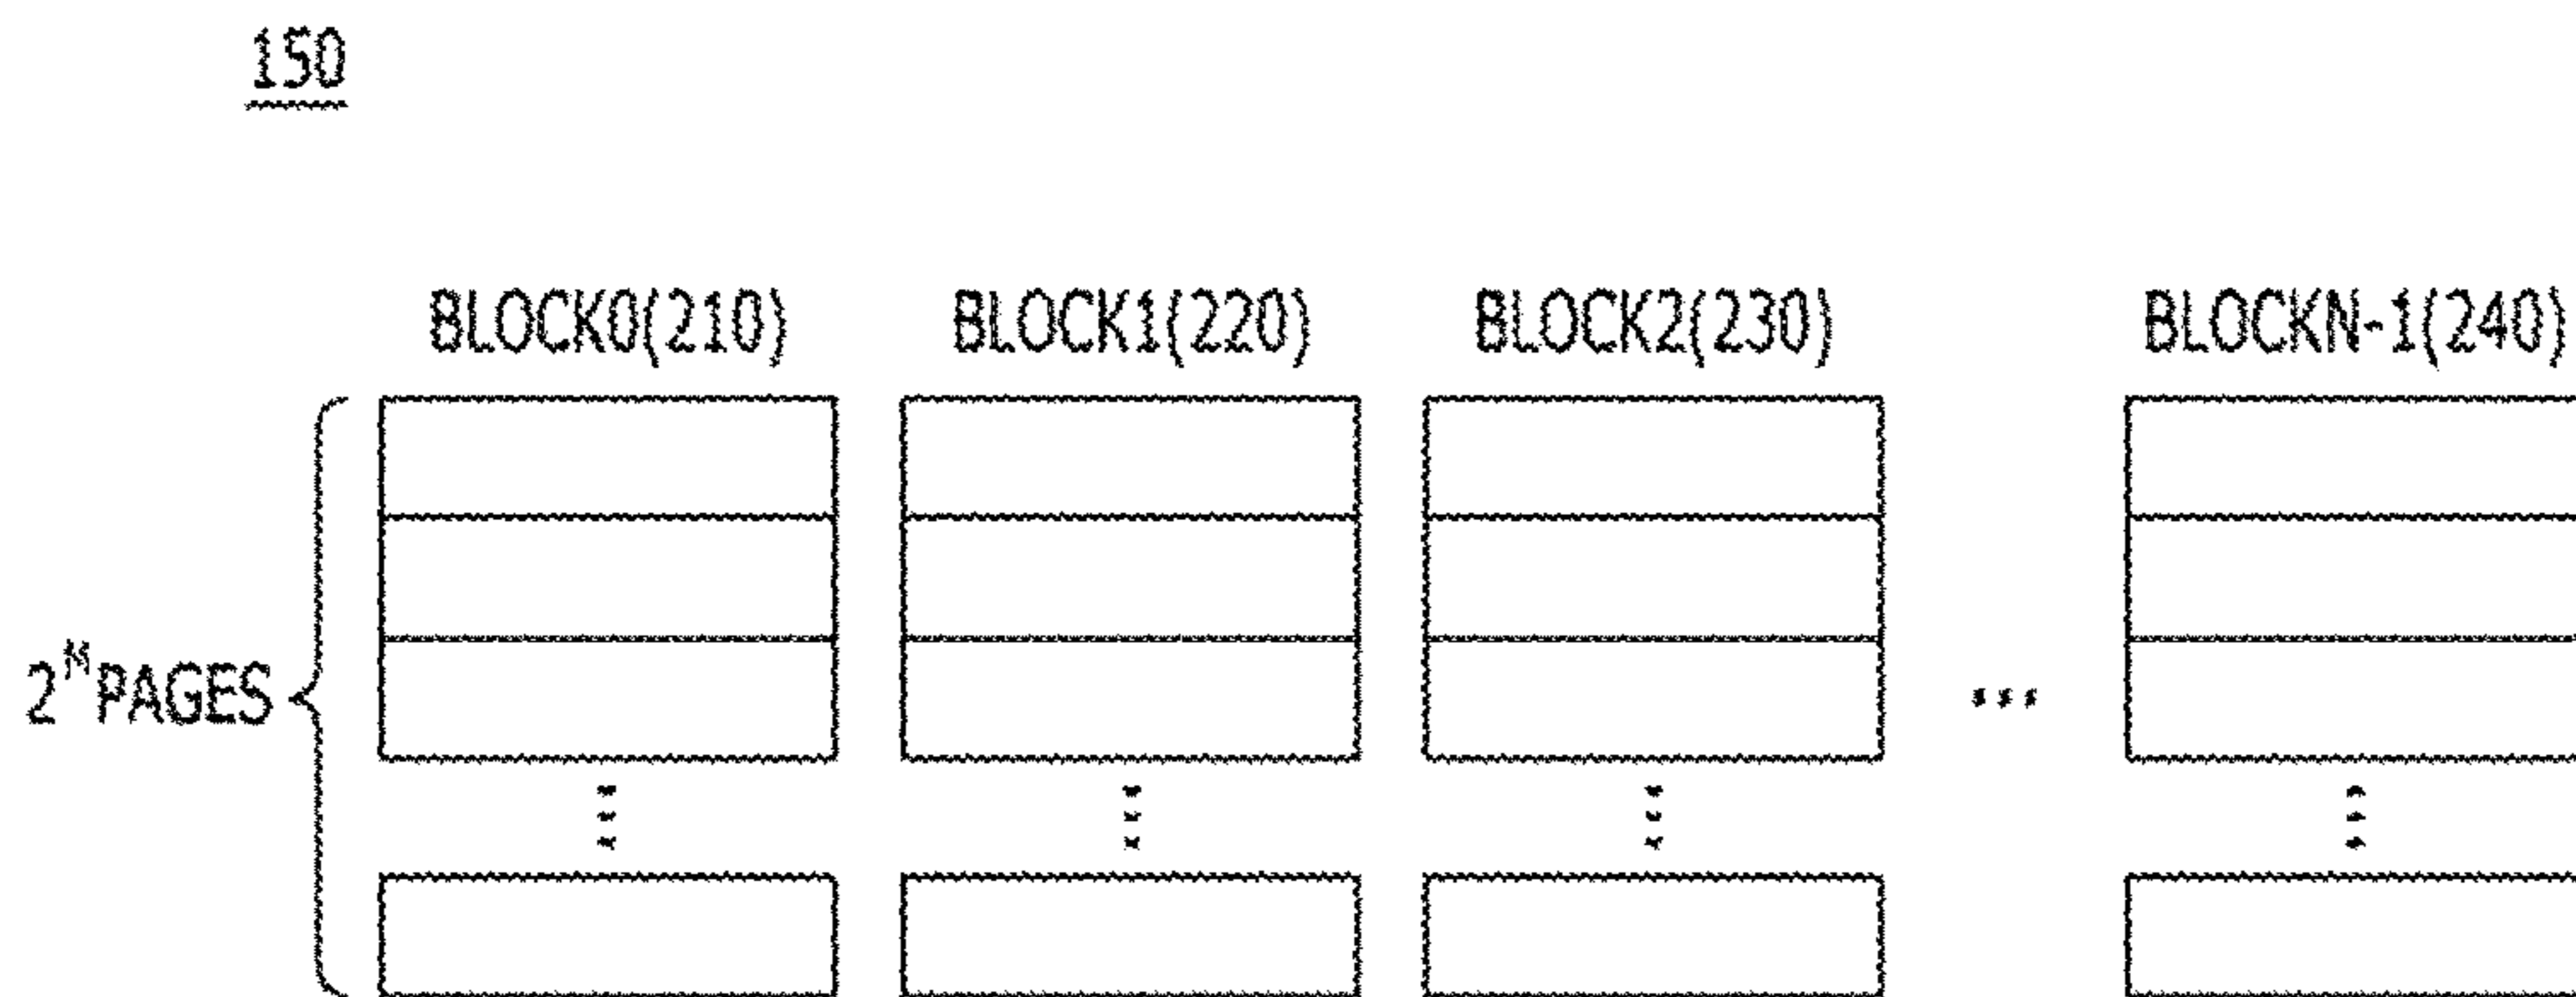 150
BLOCK0(210) BLOCK1(220) BLOCK2(230) BLOCKN-1(240)
2^M PAGES
...